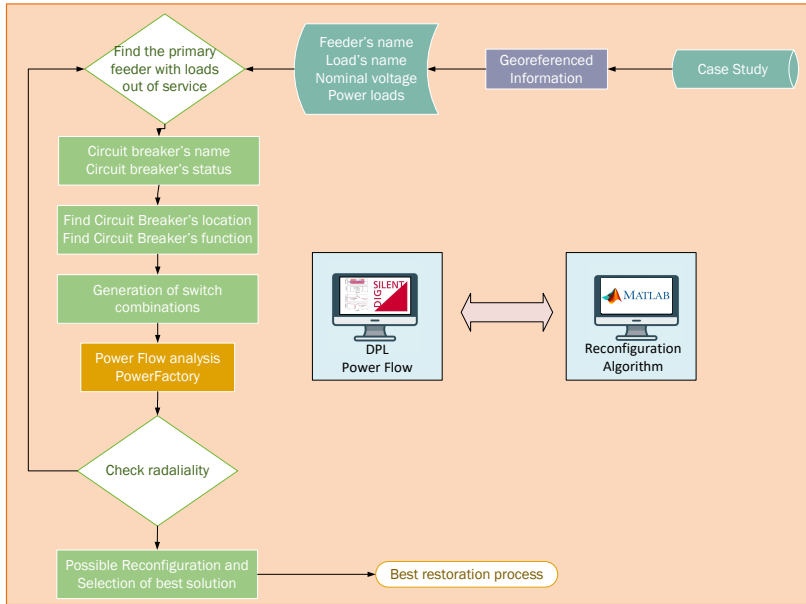 Find the primary
feeder with loads
out of service
Feeder's name
Load's name
Nominal voltage
Power loads
Georeferenced
Information
Case Study
Circuit breaker's name
Circuit breaker's status
Find Circuit Breaker's location
Find Circuit Breaker's function
Generation of switch
combinations
Power Flow analysis
PowerFactory
DIG
SILENT
DPL
Power Flow
MATLAB
Reconfiguration
Algorithm
Check radaliality
Possible Reconfiguration and
Selection of best solution
Best restoration process